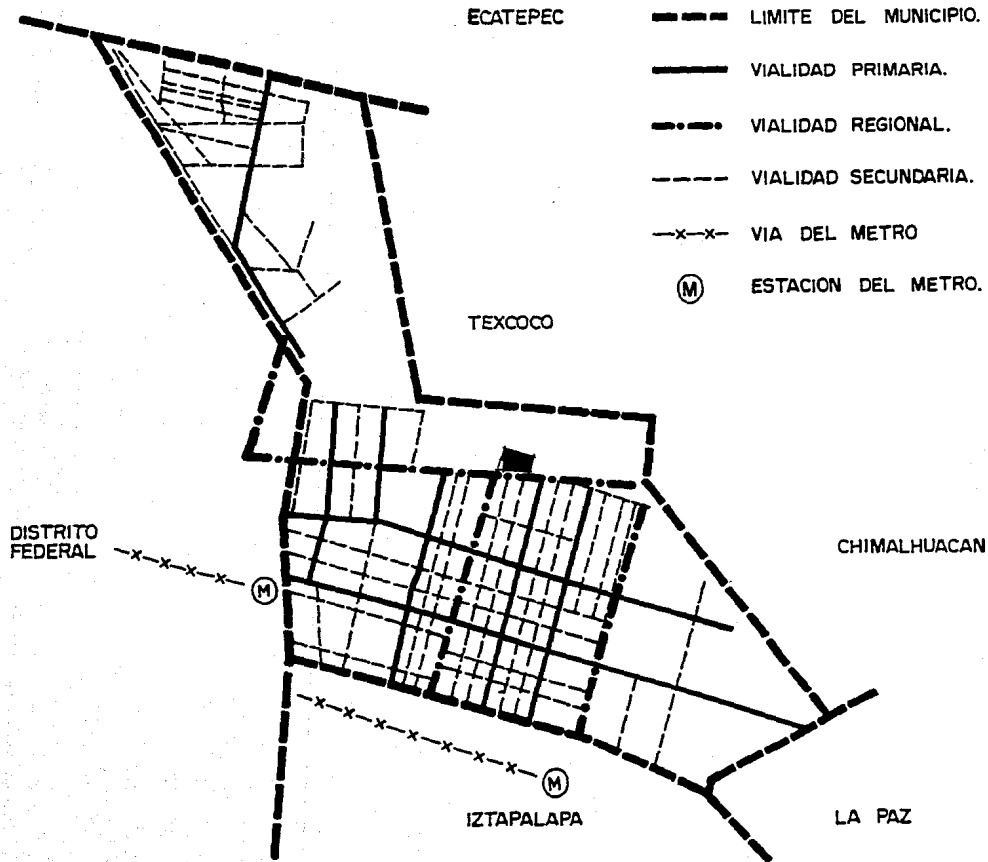 ECATEPEC
LIMITE DEL MUNICIPIO.
VIALIDAD PRIMARIA.
VIALIDAD REGIONAL.
VIALIDAD SECUNDARIA.
VIA DEL METRO
M ESTACION DEL METRO.
TEXCOCO
DISTRITO
FEDERAL
CHIMALHUACAN
M
M
IZTAPALAPA
LA PAZ